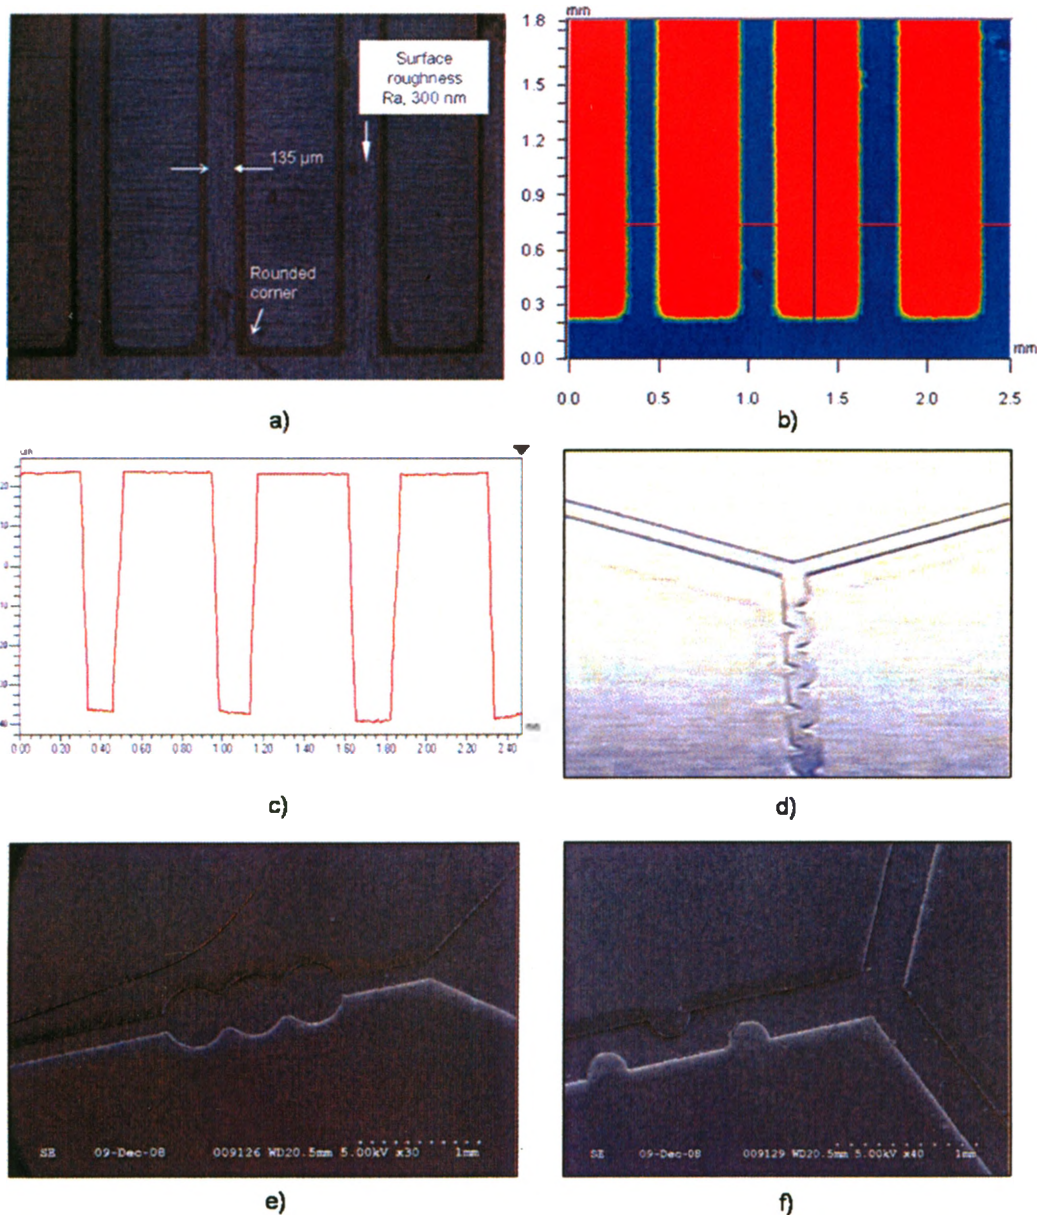 Surface
roughness
Ra, 300 nm
135 µm
Rounded
corner
a)
mm
1.8
1.5
1.2
0.9
0.6
0.3
0.0
mm
0.0 0.5 1.0 1.5 2.0 2.5
b)
0.00 0.20 0.40 0.60 0.80 1.00 1.20 1.40 1.60 1.80 2.00 2.20 2.40
c)
d)
SE 09-Dec-08 009126 WD20.5mm 5.00kV x30 1mm
e)
SE 09-Dec-08 009129 WD20.5mm 5.00kV x40 1mm
f)